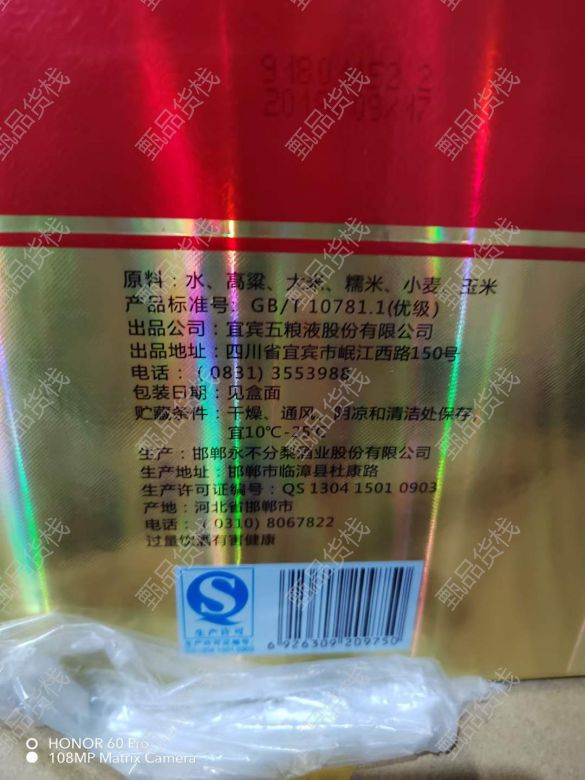 原料：水、高粱、大米、糯米、小麦、玉米
产品标准号：GB/T 10781.1(优级)
出品公司：宜宾五粮液股份有限公司
出品地址：四川省宜宾市岷江西路150号
电话：（0831）3553988
包装日期：见盒面
贮藏条件：干燥、通风、阴凉和清洁处保存，
宜10℃-25℃
生产：邯郸永不分梨酒业股份有限公司
生产地址：邯郸市临漳县杜康路
生产许可证编号：QS 1304 1501 0903
产地：河北省邯郸市
电话：（0310）8067822
过量饮酒有害健康
生产许可
6 926309 209750
HONOR 60 Pro
108MP Matrix Camera
甄品货栈